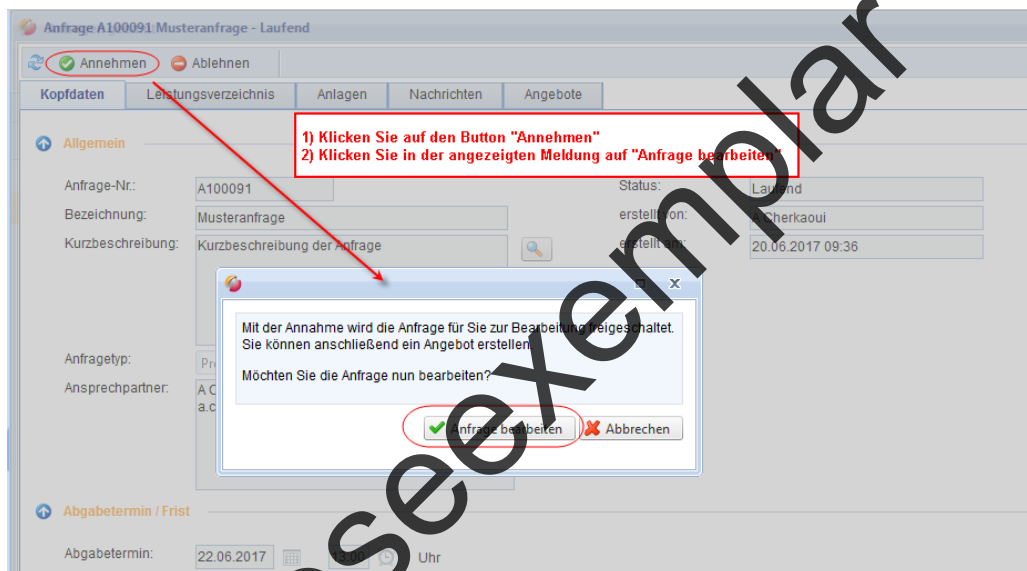 Anfrage A100091 Musteranfrage - Laufend
Annehmen Ablehnen
Kopfdaten Leistungsverzeichnis Anlagen Nachrichten Angebote
1) Klicken Sie auf den Button "Annehmen"
2) Klicken Sie in der angezeigten Meldung auf "Anfrage bearbeiten"
Allgemein
Anfrage-Nr.: A100091 Status: Laufend
Bezeichnung: Musteranfrage erstellt von: A Cherkaoui
Kurzbeschreibung: Kurzbeschreibung der Anfrage erstellt am: 20.06.2017 09:36
Mit der Annahme wird die Anfrage für Sie zur Bearbeitung freigeschaltet.
Sie können anschließend ein Angebot erstellen.
Möchten Sie die Anfrage nun bearbeiten?
Anfragetyp:
Ansprechpartner:
Anfrage bearbeiten Abbrechen
Abgabetermin / Frist
Abgabetermin: 22.06.2017 13:00 Uhr
seexemplar